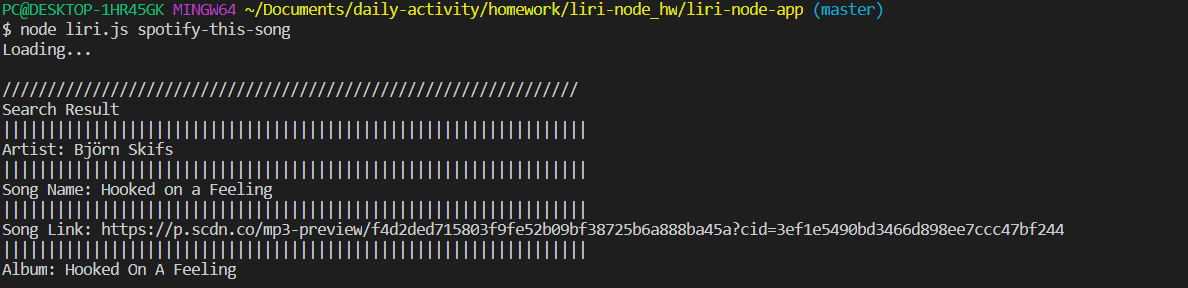 PC@DESKTOP-1HR45GK MINGW64 ~/Documents/daily-activity/homework/liri-node_hw/liri-node-app (master)
$ node liri.js spotify-this-song
Loading...
////////////////////////////////////////////////////////////////
Search Result
|||||||||||||||||||||||||||||||||||||||||||||||||||||||||||||||||
Artist: Björn Skifs
|||||||||||||||||||||||||||||||||||||||||||||||||||||||||||||||||
Song Name: Hooked on a Feeling
|||||||||||||||||||||||||||||||||||||||||||||||||||||||||||||||||
Song Link: https://p.scdn.co/mp3-preview/f4d2ded715803f9fe52b09bf38725b6a888ba45a?cid=3ef1e5490bd3466d898ee7ccc47bf244
|||||||||||||||||||||||||||||||||||||||||||||||||||||||||||||||||
Album: Hooked On A Feeling